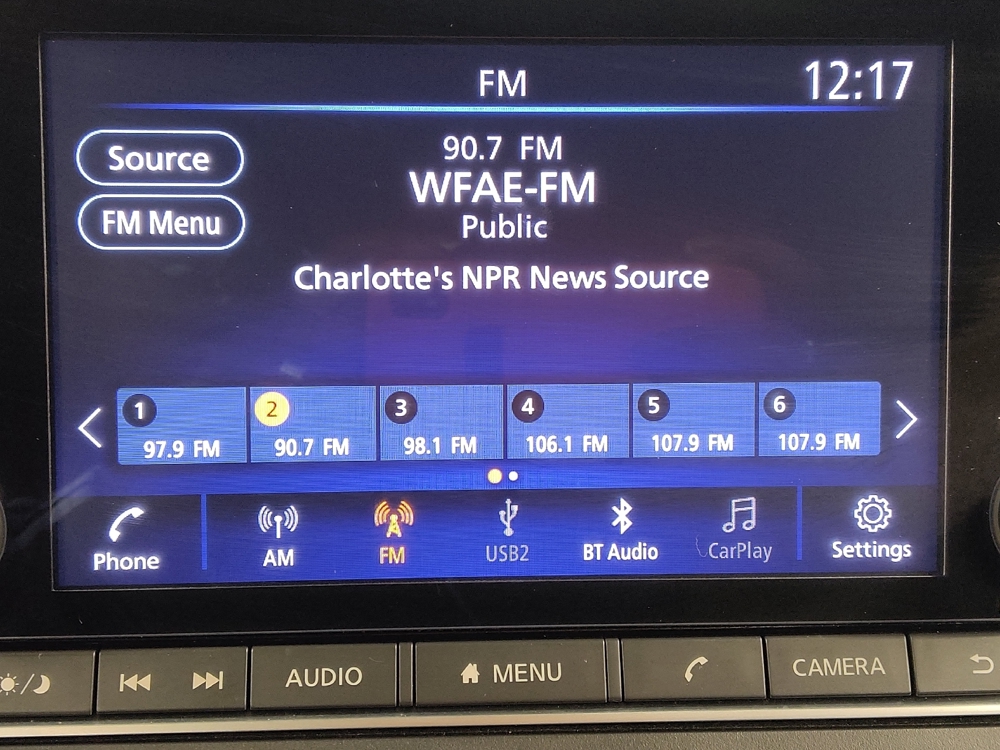 FM
12:17
Source
FM Menu
90.7 FM
WFAE-FM
Public
Charlotte's NPR News Source
1
97.9 FM
2
90.7 FM
3
98.1 FM
4
106.1 FM
5
107.9 FM
6
107.9 FM
Phone
AM
FM
USB2
BT Audio
CarPlay
Settings
AUDIO
MENU
CAMERA